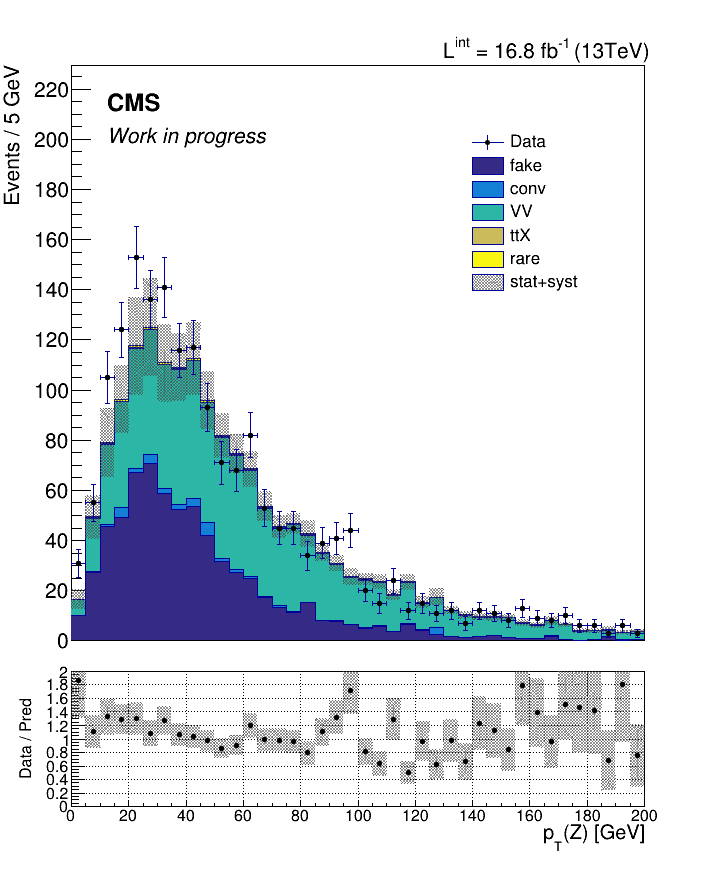 L^int = 16.8 fb^-1 (13TeV)
Events / 5 GeV
220
200
180
160
140
120
100
80
60
40
20
0
CMS
Work in progress
Data
fake
conv
VV
ttX
rare
stat+syst
Data / Pred
2
1.8
1.6
1.4
1.2
1
0.8
0.6
0.4
0.2
0
0 20 40 60 80 100 120 140 160 180 200
p_T(Z) [GeV]